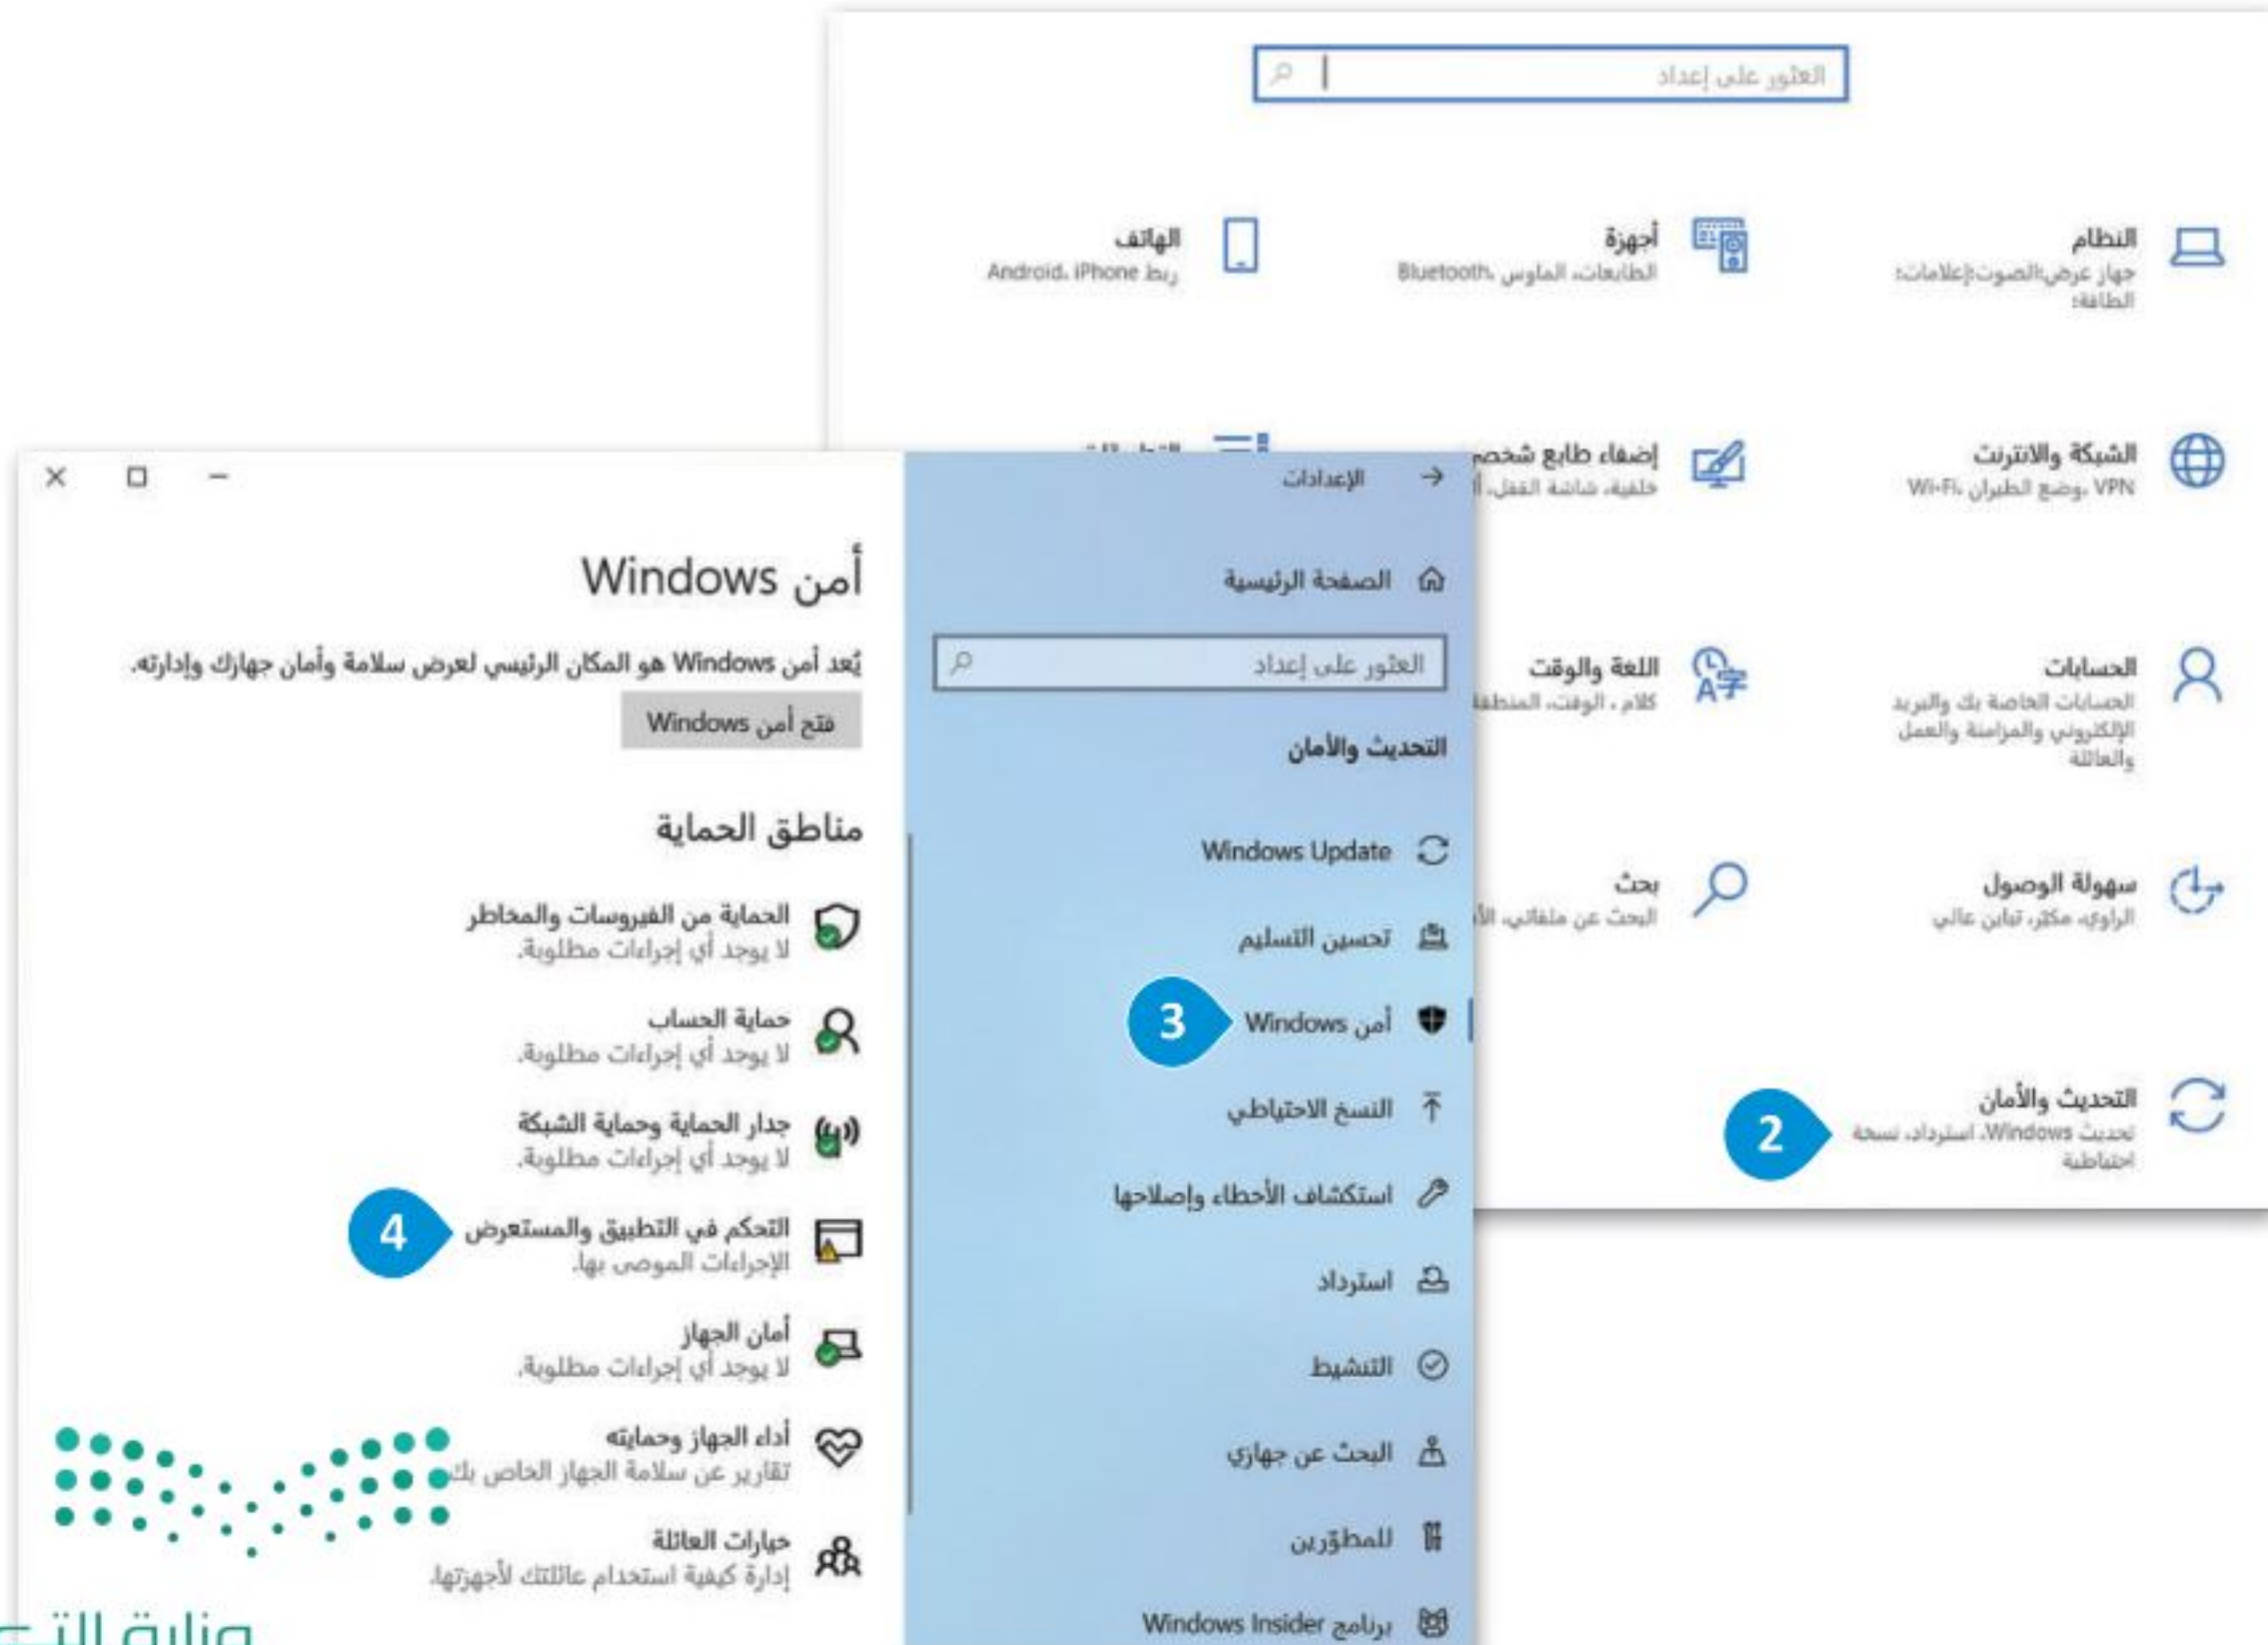 العثور على إعداد
النظام
جهاز عرض؛الصوت؛إعلامات؛
الطاقة؛
أجهزة
الطابعات، الماوس ،Bluetooth
الهاتف
ربط Android، iPhone
الشبكة والانترنت
VPN ،وضع الطيران ،Wi-Fi
إضفاء طابع
خلفية، شاشة القفل،
الحسابات
الحسابات الخاصة بك والبريد
الإلكتروني والمزامنة والعمل
والعائلة
اللغة والوقت
كلام ، الوقت،
سهولة الوصول
الراوي، مكبّر، تباين عالي
بحث
البحث عن ملفاتي،
التحديث والأمان
تحديث Windows، استرداد، نسخة
احتياطية
2
الإعدادات
الصفحة الرئيسية
العثور على إعداد
التحديث والأمان
Windows Update
تحسين التسليم
أمن Windows
3
النسخ الاحتياطي
استكشاف الأخطاء وإصلاحها
استرداد
التنشيط
البحث عن جهازي
للمطوّرين
برنامج Windows Insider
أمن Windows
يُعد أمن Windows هو المكان الرئيسي لعرض سلامة وأمان جهازك وإدارته.
فتح أمن Windows
مناطق الحماية
الحماية من الفيروسات والمخاطر
لا يوجد أي إجراءات مطلوبة.
حماية الحساب
لا يوجد أي إجراءات مطلوبة.
جدار الحماية وحماية الشبكة
لا يوجد أي إجراءات مطلوبة.
التحكم في التطبيق والمستعرض
الإجراءات الموصى بها.
4
أمان الجهاز
لا يوجد أي إجراءات مطلوبة.
أداء الجهاز وحمايته
تقارير عن سلامة الجهاز الخاص بك
خيارات العائلة
إدارة كيفية استخدام عائلتك لأجهزتها.
وزارة